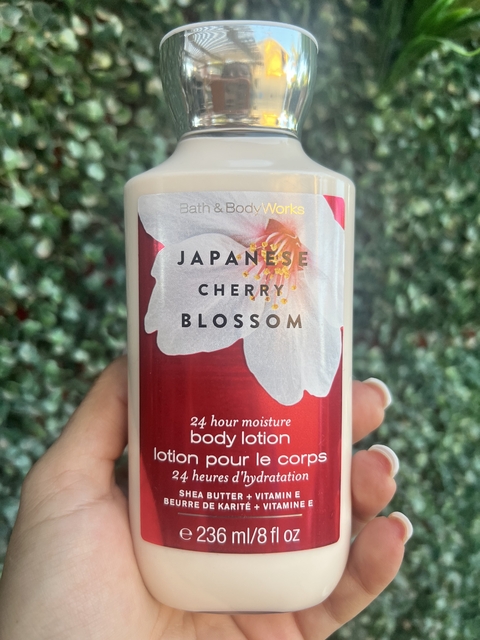 Bath & Body Works
JAPANESE
CHERRY
BLOSSOM
24 hour moisture
body lotion
lotion pour le corps
24 heures d'hydratation
SHEA BUTTER + VITAMIN E
BEURRE DE KARITÉ + VITAMINE E
℮ 236 ml/8 fl oz